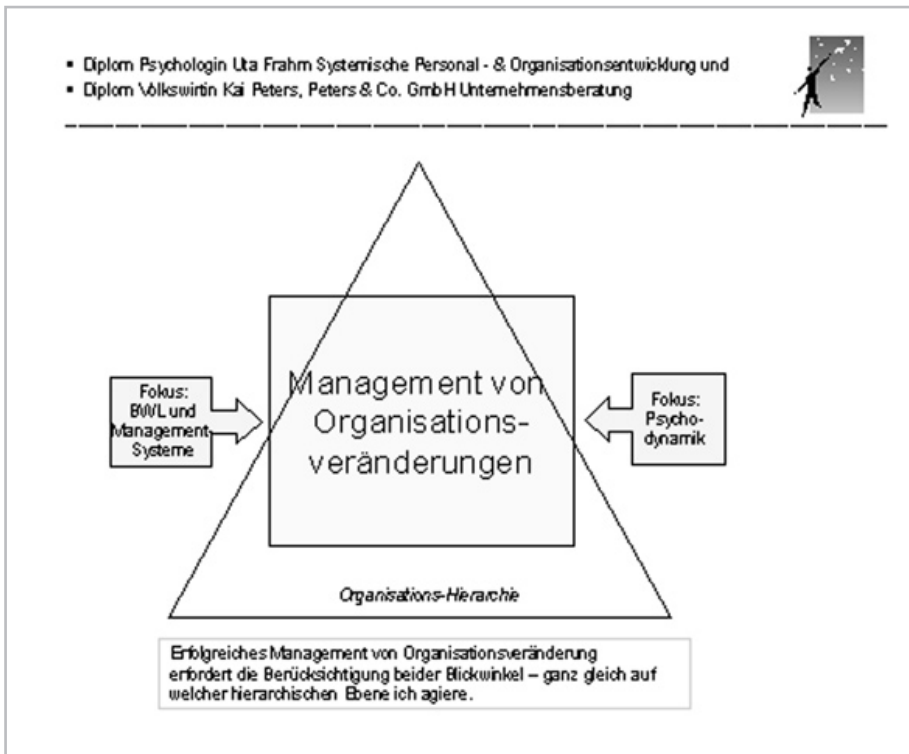 ▪ Diplom Psychologin Uta Frahm Systemische Personal - & Organisationsentwicklung und
▪ Diplom Volkswirtin Kai Peters, Peters & Co. GmbH Unternehmensberatung
Management von
Organisations-
veränderungen
Fokus:
BWL und
Management-
Systeme
Fokus:
Psycho-
dynamik
Organisations-Hierarchie
Erfolgreiches Management von Organisationsveränderung
erfordert die Berücksichtigung beider Blickwinkel – ganz gleich auf
welcher hierarchischen Ebene ich agiere.